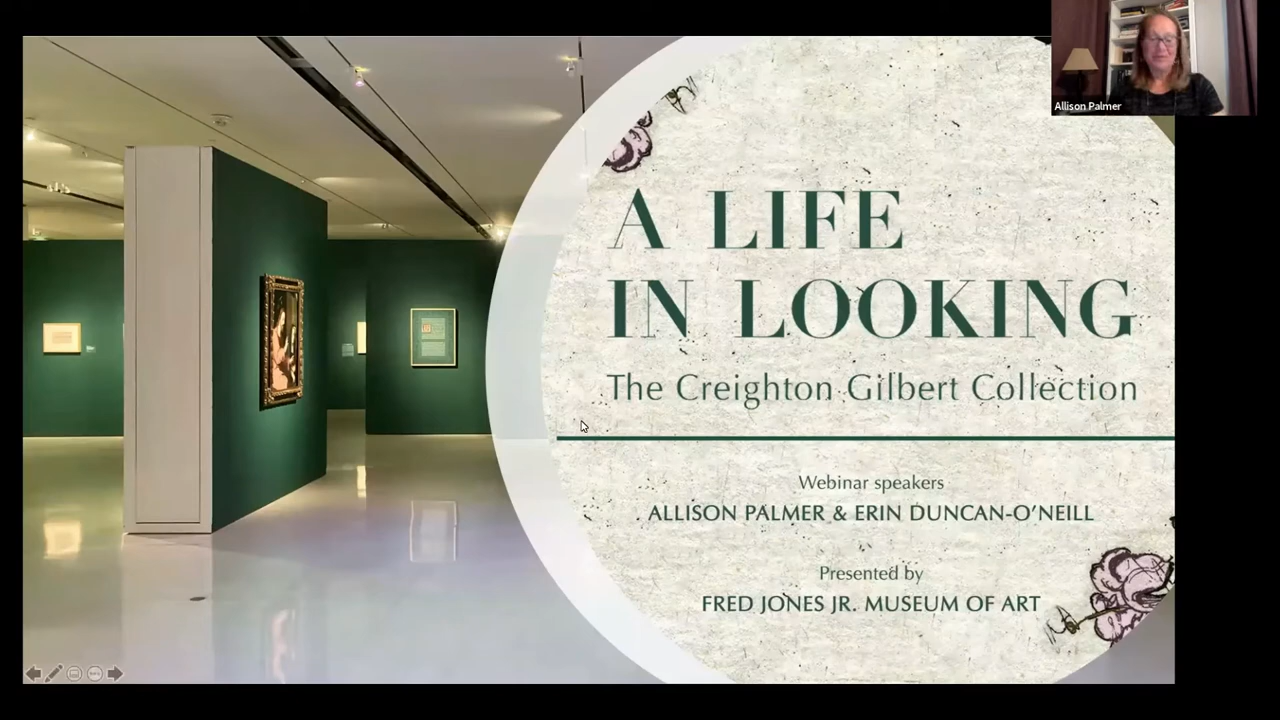 Allison Palmer
A LIFE
IN LOOKING
The Creighton Gilbert Collection
Webinar speakers
ALLISON PALMER & ERIN DUNCAN-O'NEILL
Presented by
FRED JONES JR. MUSEUM OF ART